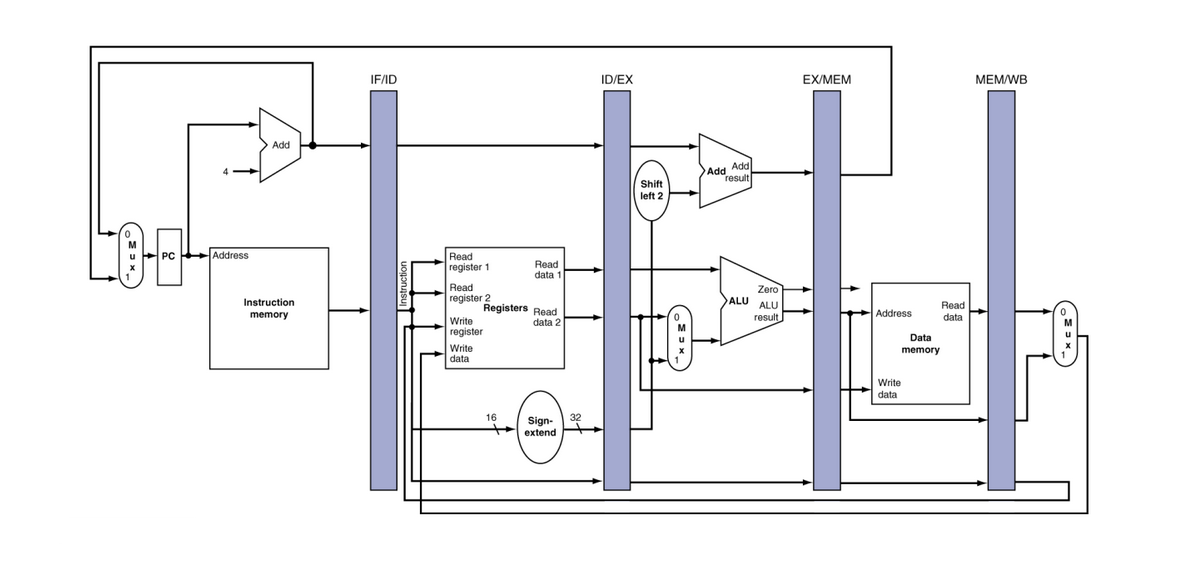 IF/ID
ID/EX
EX/MEM
MEM/WB
Add
4
Shift
left 2
Add
Add
result
0
M
u
x
1
PC
Address
Instruction
memory
Instruction
Read
register 1
Read
register 2
Write
register
Write
data
Registers
Read
data 1
Read
data 2
16
Sign-
extend
32
0
M
u
x
1
ALU
Zero
ALU
result
Address
Write
data
Data
memory
Read
data
0
M
u
x
1